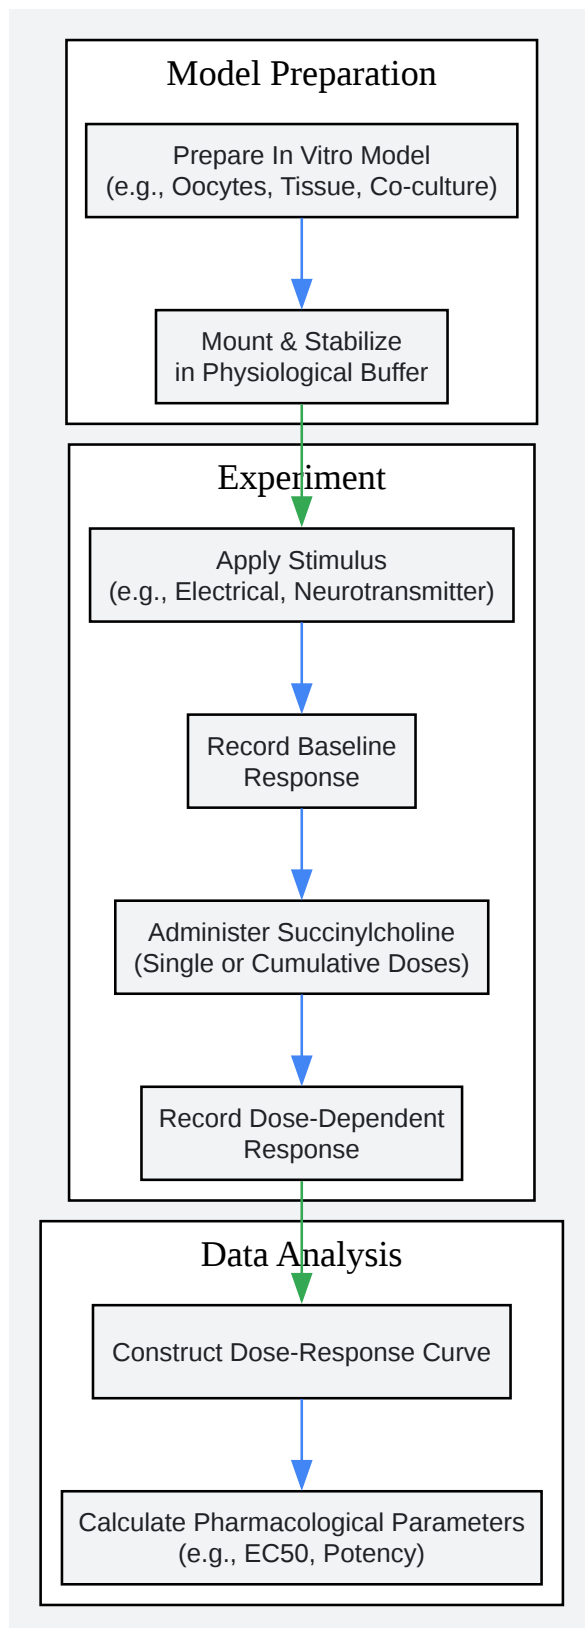 Model Preparation
Prepare In Vitro Model
(e.g., Oocytes, Tissue, Co-culture)
Mount & Stabilize
in Physiological Buffer
Experiment
Apply Stimulus
(e.g., Electrical, Neurotransmitter)
Record Baseline
Response
Administer Succinylcholine
(Single or Cumulative Doses)
Record Dose-Dependent
Response
Data Analysis
Construct Dose-Response Curve
Calculate Pharmacological Parameters
(e.g., EC50, Potency)